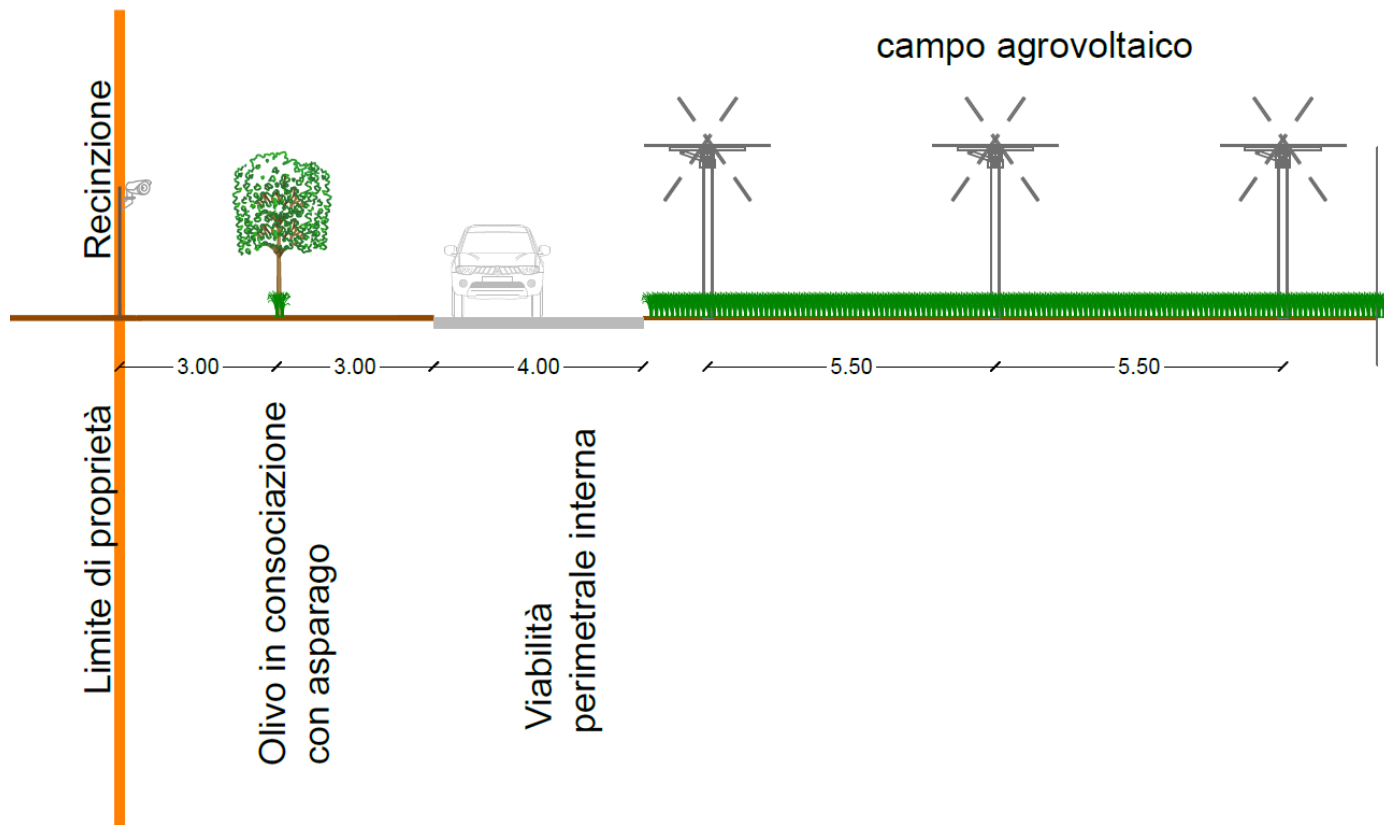 campo agrovoltaico
Recinzione
3.00
3.00
4.00
5.50
5.50
Limite di proprietà
Olivo in consociazione
con asparago
Viabilità
perimetrale interna